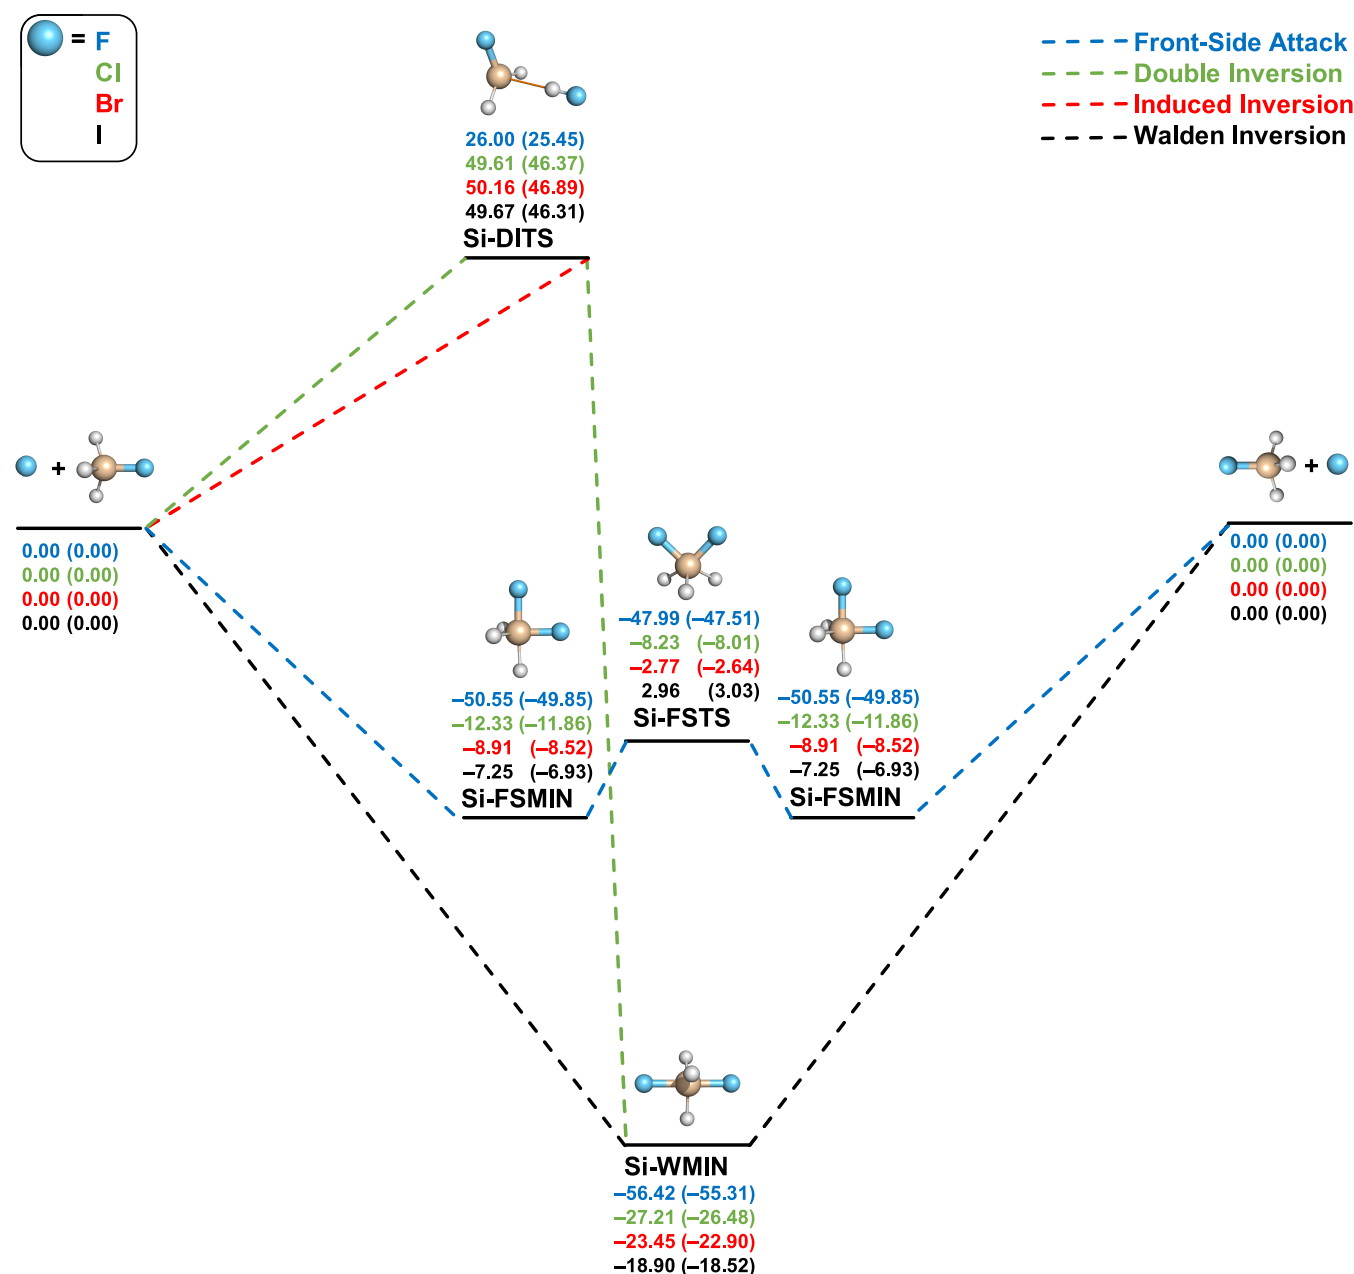 = F
Cl
Br
I
Front-Side Attack
Double Inversion
Induced Inversion
Walden Inversion
26.00 (25.45)
49.61 (46.37)
50.16 (46.89)
49.67 (46.31)
Si-DITS
+
0.00 (0.00)
0.00 (0.00)
0.00 (0.00)
0.00 (0.00)
–50.55 (–49.85)
–12.33 (–11.86)
–8.91 (–8.52)
–7.25 (–6.93)
Si-FSMIN
–47.99 (–47.51)
–8.23 (–8.01)
–2.77 (–2.64)
2.96 (3.03)
Si-FSTS
–50.55 (–49.85)
–12.33 (–11.86)
–8.91 (–8.52)
–7.25 (–6.93)
Si-FSMIN
+
0.00 (0.00)
0.00 (0.00)
0.00 (0.00)
0.00 (0.00)
Si-WMIN
–56.42 (–55.31)
–27.21 (–26.48)
–23.45 (–22.90)
–18.90 (–18.52)